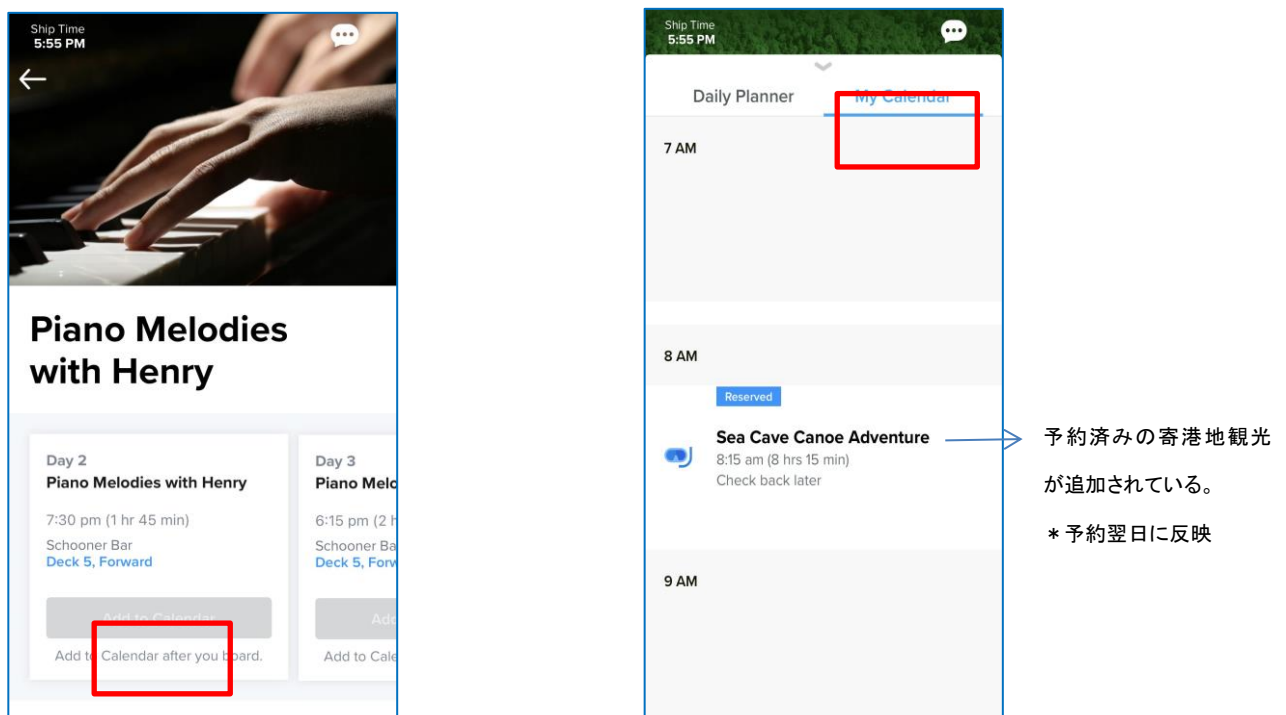 Ship Time
5:55 PM
Piano Melodies
with Henry
Day 2
Piano Melodies with Henry
7:30 pm (1 hr 45 min)
Schooner Bar
Deck 5, Forward
Add to Calendar
Add to Calendar after you board.
Day 3
Piano
6:15 pm (2
Schooner
Deck 5,
Add to
Ship Time
5:55 PM
Daily Planner
My Calendar
7 AM
8 AM
Reserved
Sea Cave Canoe Adventure
8:15 am (8 hrs 15 min)
Check back later
9 AM
予約済みの寄港地観光
が追加されている。
*予約翌日に反映